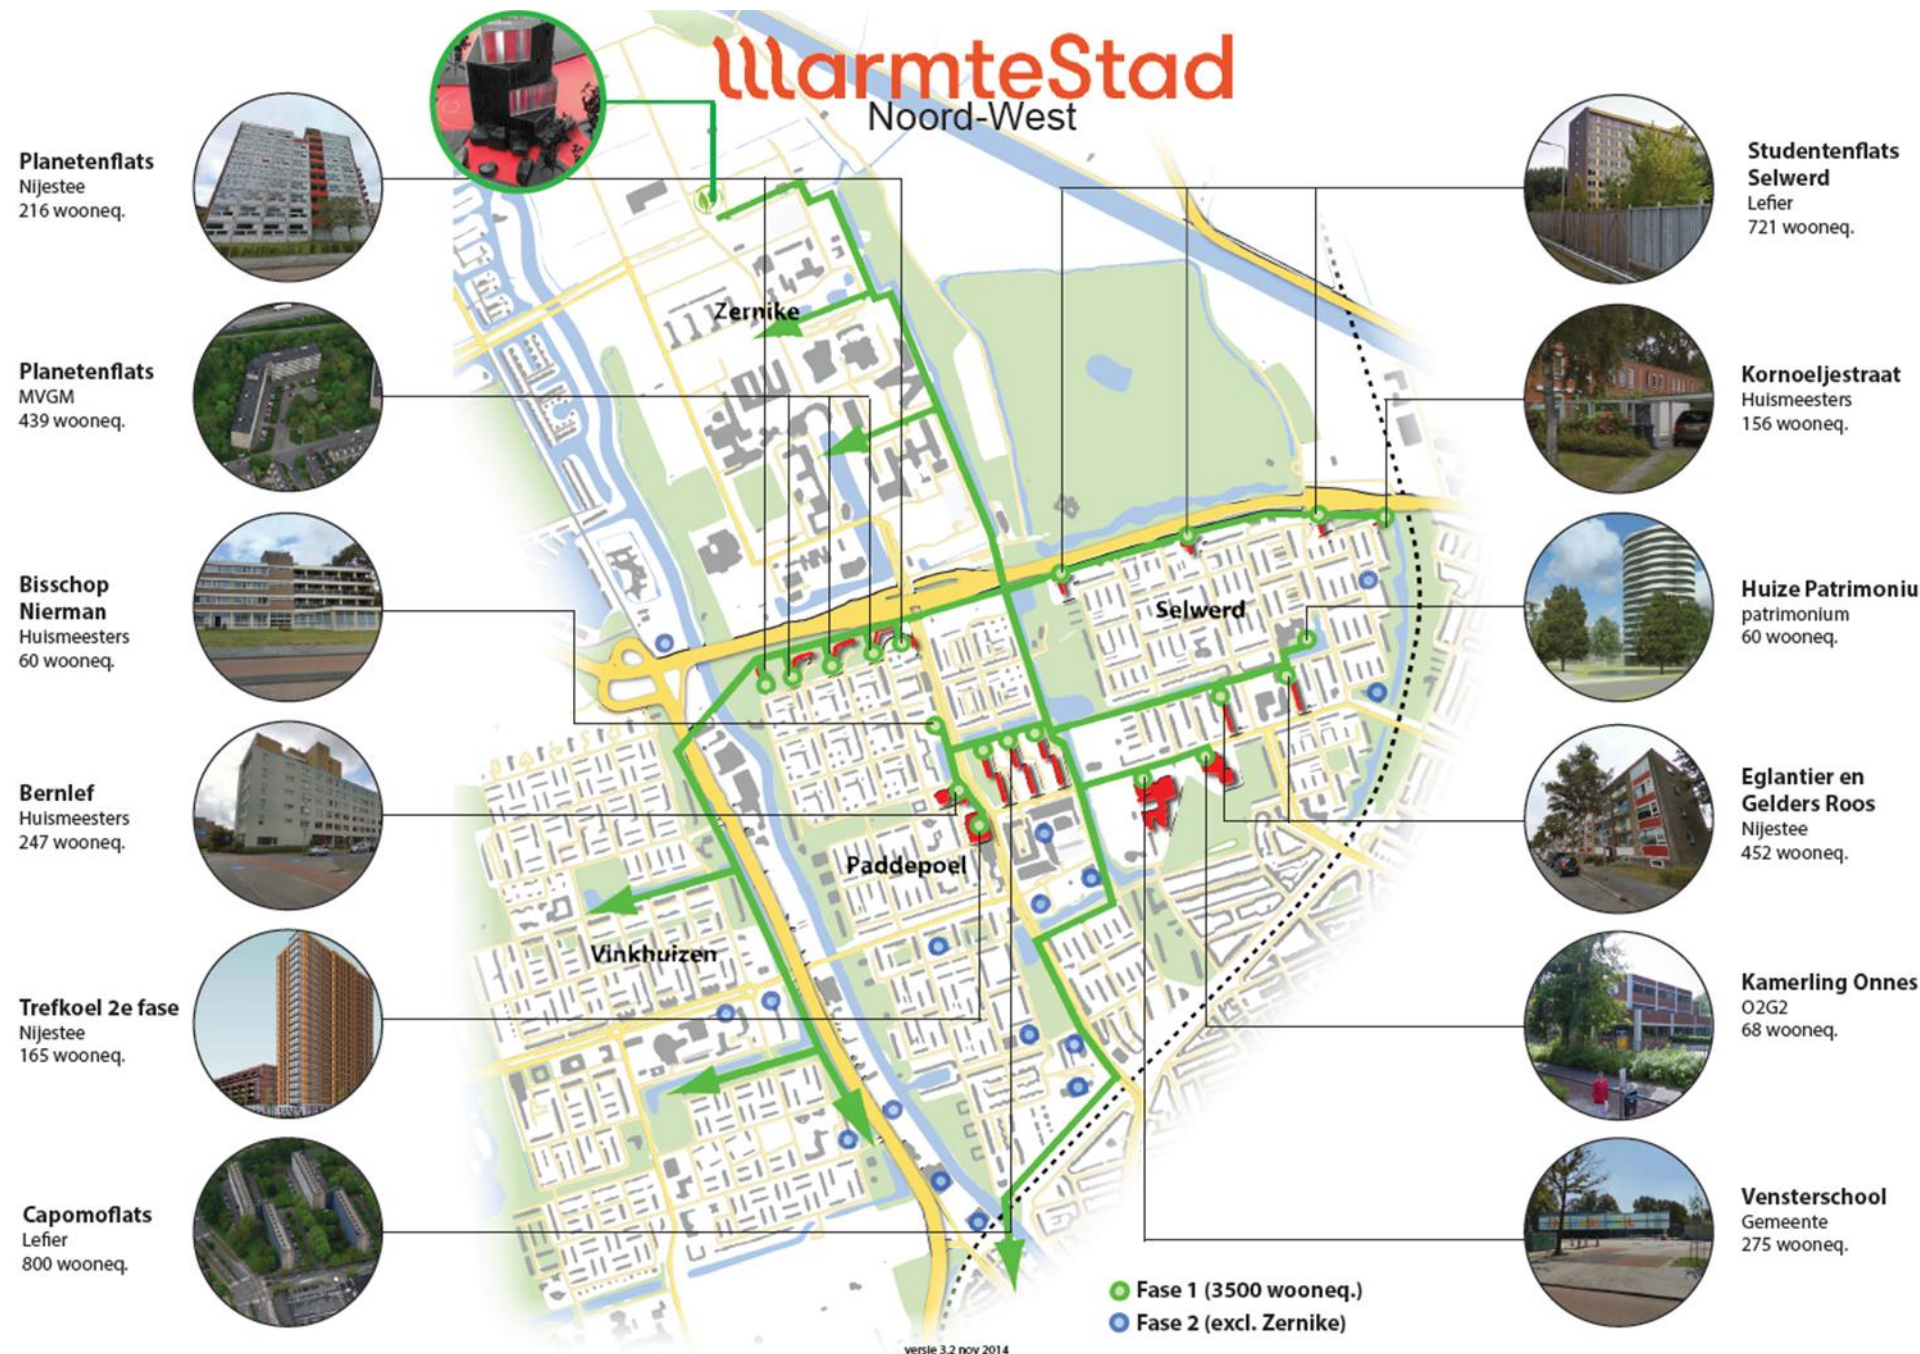 WarmteStad
Noord-West
Planetenflats
Nijestee
216 wooneq.
Planetenflats
MVGM
439 wooneq.
Bisschop
Nierman
Huismeesters
60 wooneq.
Bernlef
Huismeesters
247 wooneq.
Trefkoel 2e fase
Nijestee
165 wooneq.
Capomoflats
Lefier
800 wooneq.
Zernike
Selwerd
Paddepoel
Vinkhuizen
Studentenflats
Selwerd
Lefier
721 wooneq.
Kornoeljestraat
Huismeesters
156 wooneq.
Huize Patrimoniu
patrimonium
60 wooneq.
Eglantier en
Gelders Roos
Nijestee
452 wooneq.
Kamerling Onnes
O2G2
68 wooneq.
Vensterschool
Gemeente
275 wooneq.
Fase 1 (3500 wooneq.)
Fase 2 (excl. Zernike)
versie 3.2 nov 2014